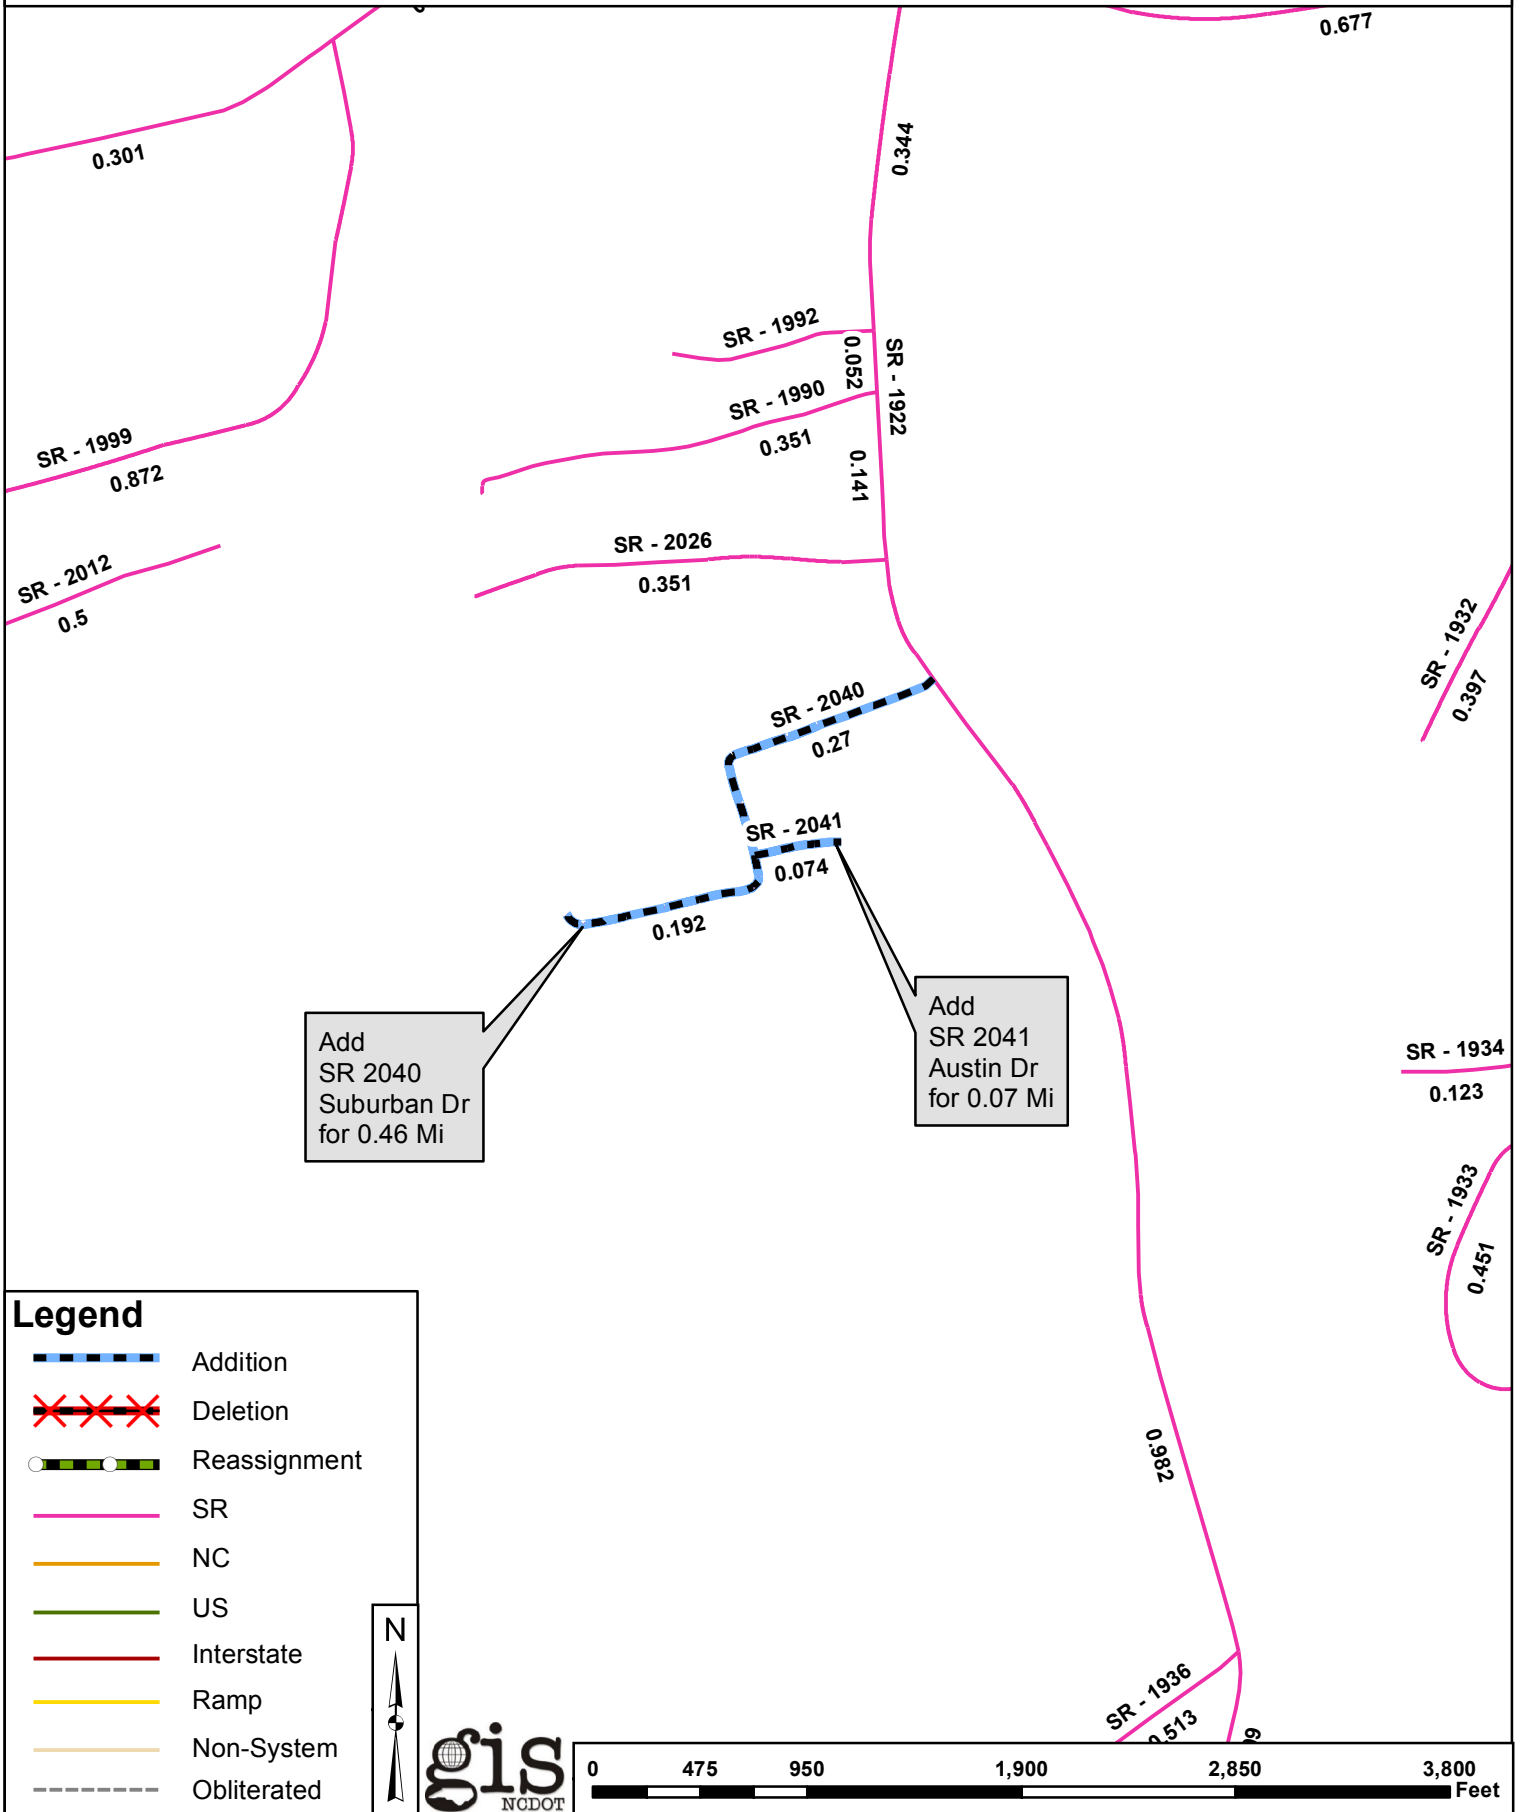 0.677
0.344
0.301
SR - 1992
0.052
SR - 1922
SR - 1990
0.351
0.141
SR - 1999
0.872
SR - 2026
0.351
SR - 2012
0.5
SR - 1932
0.397
SR - 2040
0.27
SR - 2041
0.074
0.192
Add
SR 2040
Suburban Dr
for 0.46 Mi
Add
SR 2041
Austin Dr
for 0.07 Mi
SR - 1934
0.123
SR - 1933
0.451
0.982
SR - 1936
0.513
Legend
Addition
Deletion
Reassignment
SR
NC
US
Interstate
Ramp
Non-System
Obliterated
N
gis
NCDOT
0 475 950 1,900 2,850 3,800
Feet